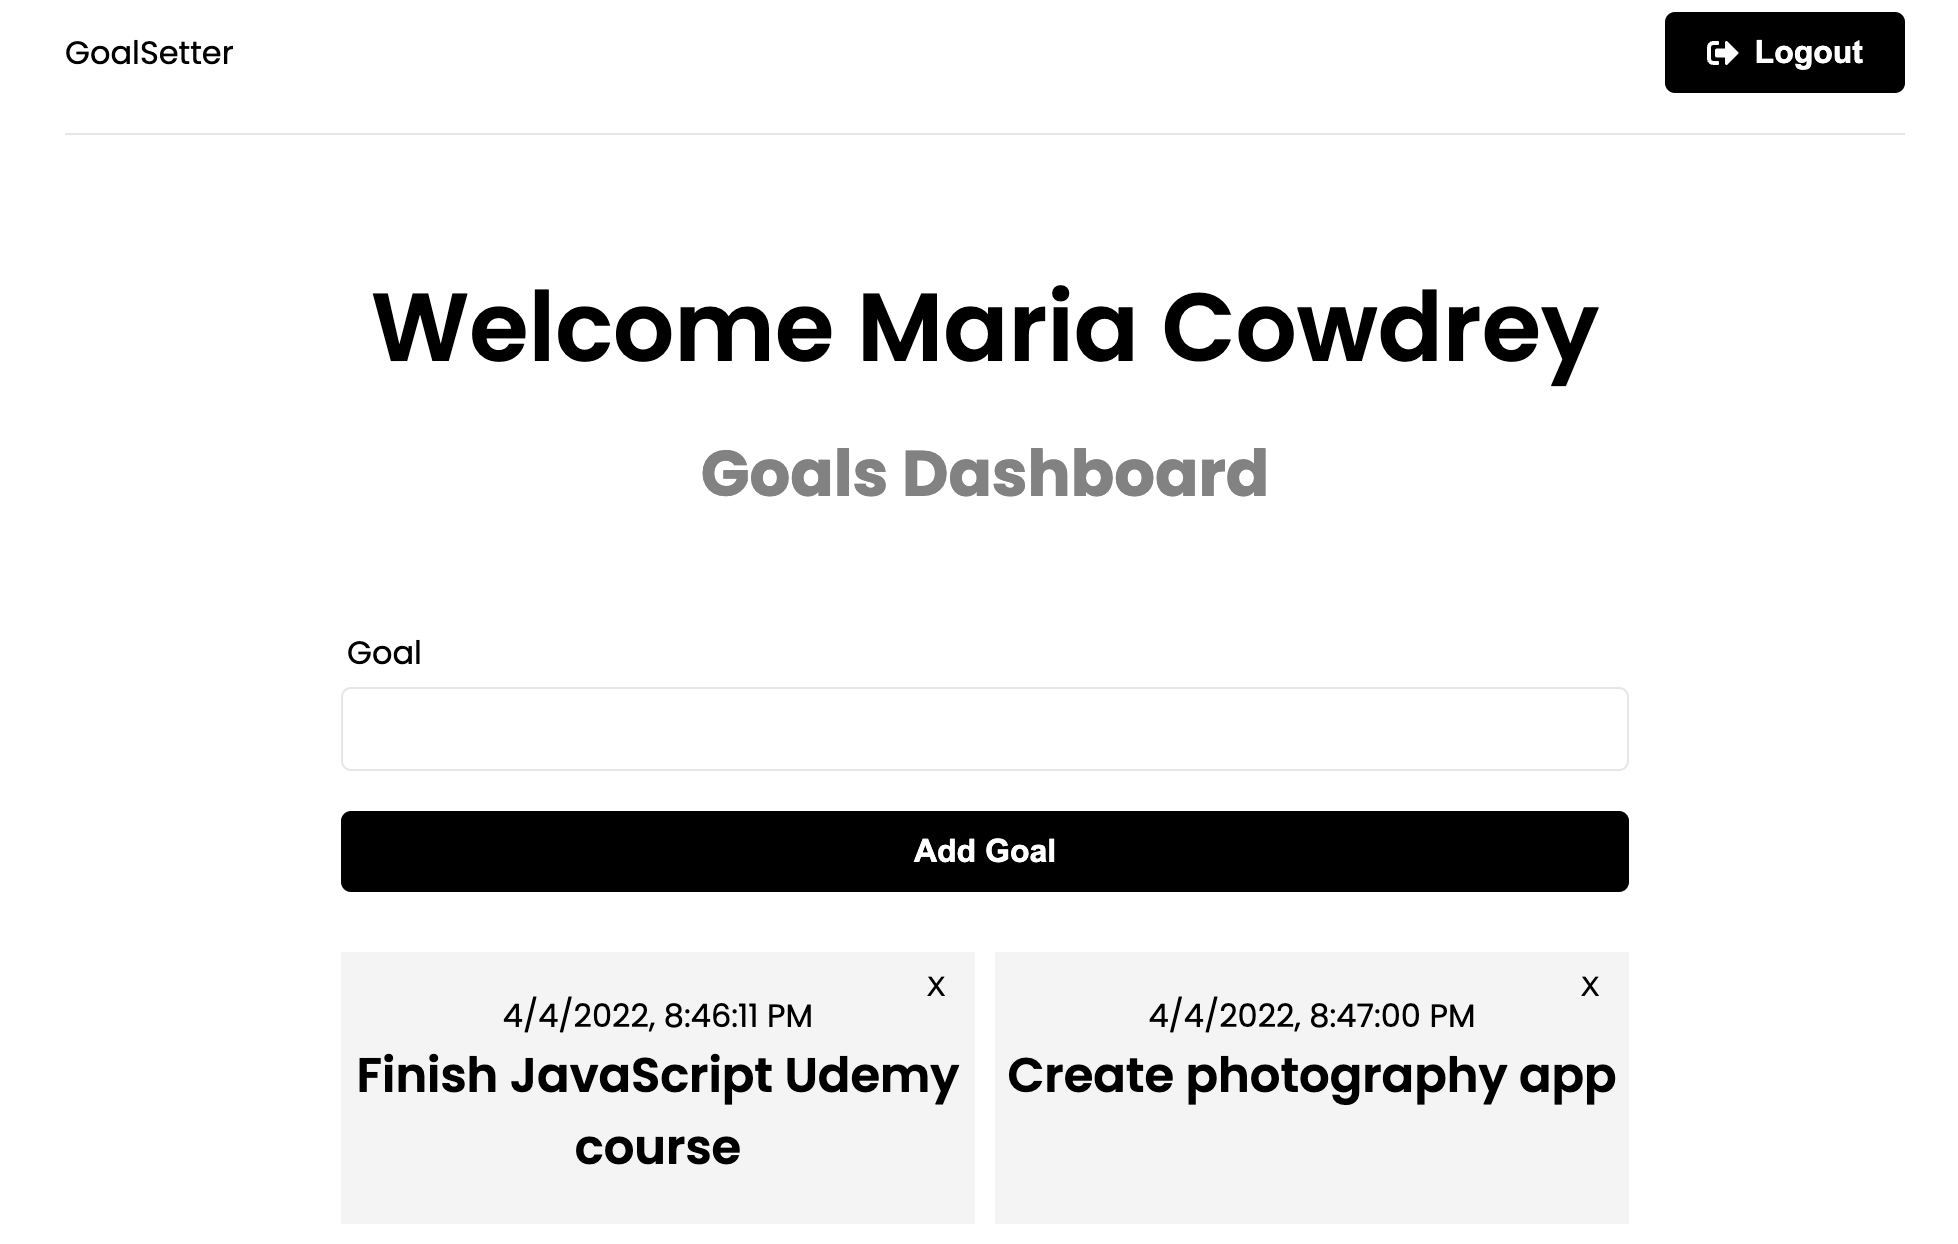 GoalSetter
Logout
Welcome Maria Cowdrey
Goals Dashboard
Goal
Add Goal
X
4/4/2022, 8:46:11 PM
Finish JavaScript Udemy
course
X
4/4/2022, 8:47:00 PM
Create photography app